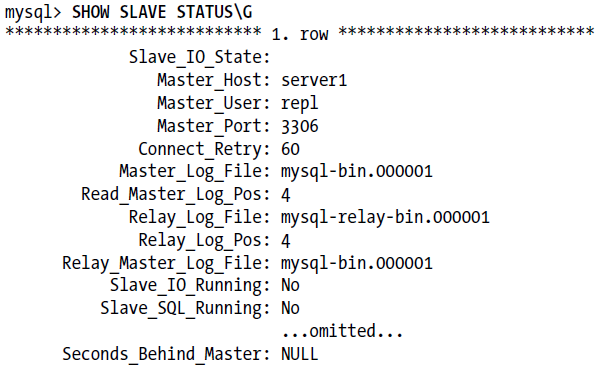 mysql> SHOW SLAVE STATUS\G
*************************** 1. row ***************************
Slave_IO_State:
Master_Host: server1
Master_User: repl
Master_Port: 3306
Connect_Retry: 60
Master_Log_File: mysql-bin.000001
Read_Master_Log_Pos: 4
Relay_Log_File: mysql-relay-bin.000001
Relay_Log_Pos: 4
Relay_Master_Log_File: mysql-bin.000001
Slave_IO_Running: No
Slave_SQL_Running: No
...omitted...
Seconds_Behind_Master: NULL